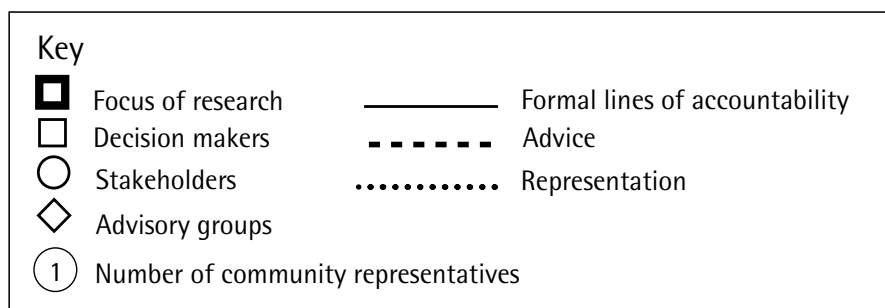 Key
Focus of research
Formal lines of accountability
Decision makers
Advice
Stakeholders
Representation
Advisory groups
1
Number of community representatives